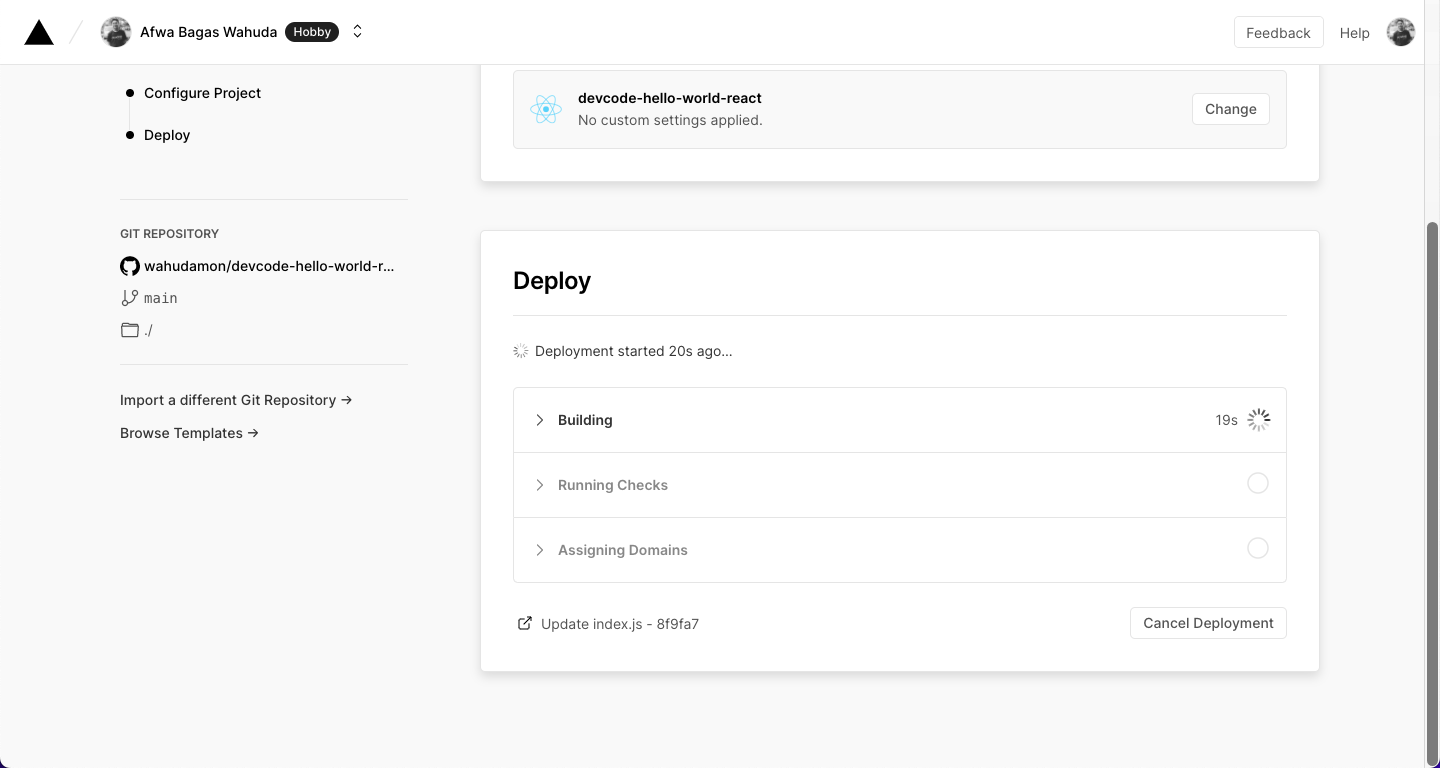 Afwa Bagas Wahuda Hobby
Feedback Help
Configure Project
Deploy
GIT REPOSITORY
wahudamon/devcode-hello-world-r...
main
./
Import a different Git Repository →
Browse Templates →
devcode-hello-world-react
No custom settings applied.
Change
Deploy
Deployment started 20s ago...
Building 19s
Running Checks
Assigning Domains
Update index.js - 8f9fa7
Cancel Deployment